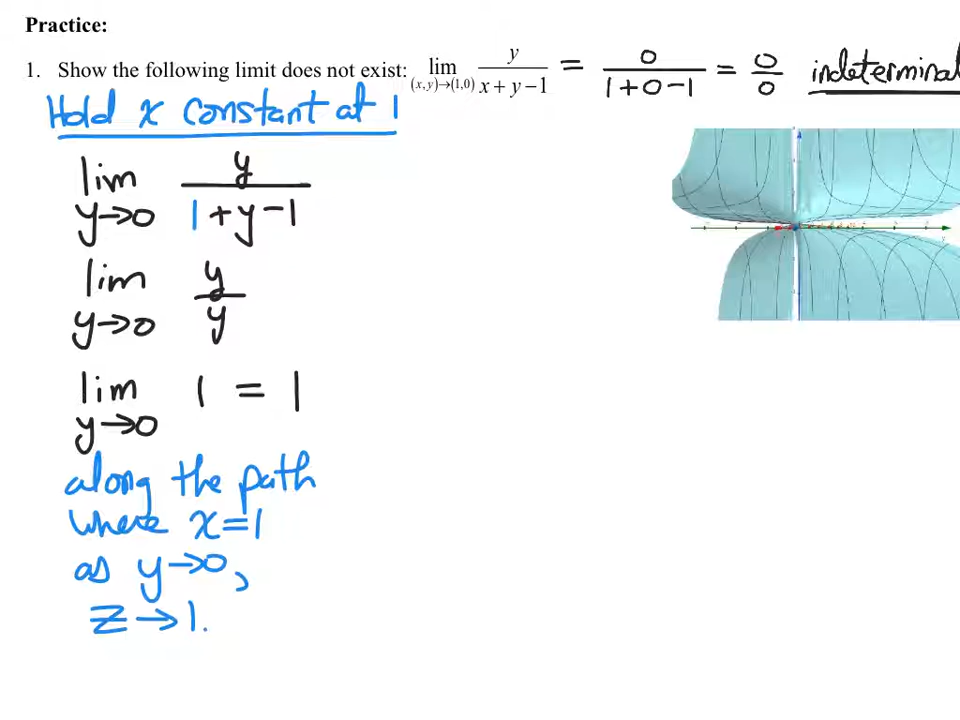 Practice:
1. Show the following limit does not exist: lim (x,y)→(1,0) y / x + y − 1 = 0 / 1+0−1 = 0/0 indeterminat
Hold x constant at 1
lim y→0 y / 1+y−1
lim y→0 y / y
lim y→0 1 = 1
along the path
where x=1
as y→0,
z→1.